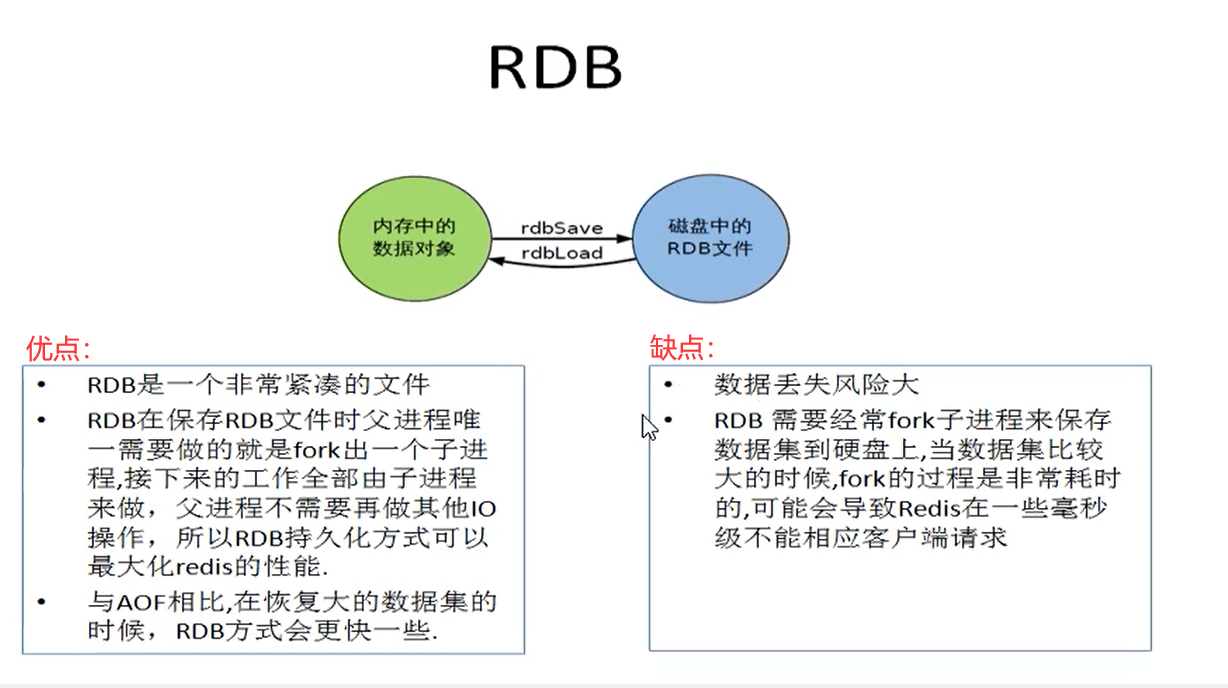 RDB
内存中的
数据对象
rdbSave
rdbLoad
磁盘中的
RDB文件
优点：
• RDB是一个非常紧凑的文件
• RDB在保存RDB文件时父进程唯
一需要做的就是fork出一个子进
程,接下来的工作全部由子进程
来做，父进程不需要再做其他IO
操作，所以RDB持久化方式可以
最大化redis的性能.
• 与AOF相比,在恢复大的数据集的
时候，RDB方式会更快一些.
缺点：
• 数据丢失风险大
• RDB 需要经常fork子进程来保存
数据集到硬盘上,当数据集比较
大的时候,fork的过程是非常耗时
的,可能会导致Redis在一些毫秒
级不能相应客户端请求